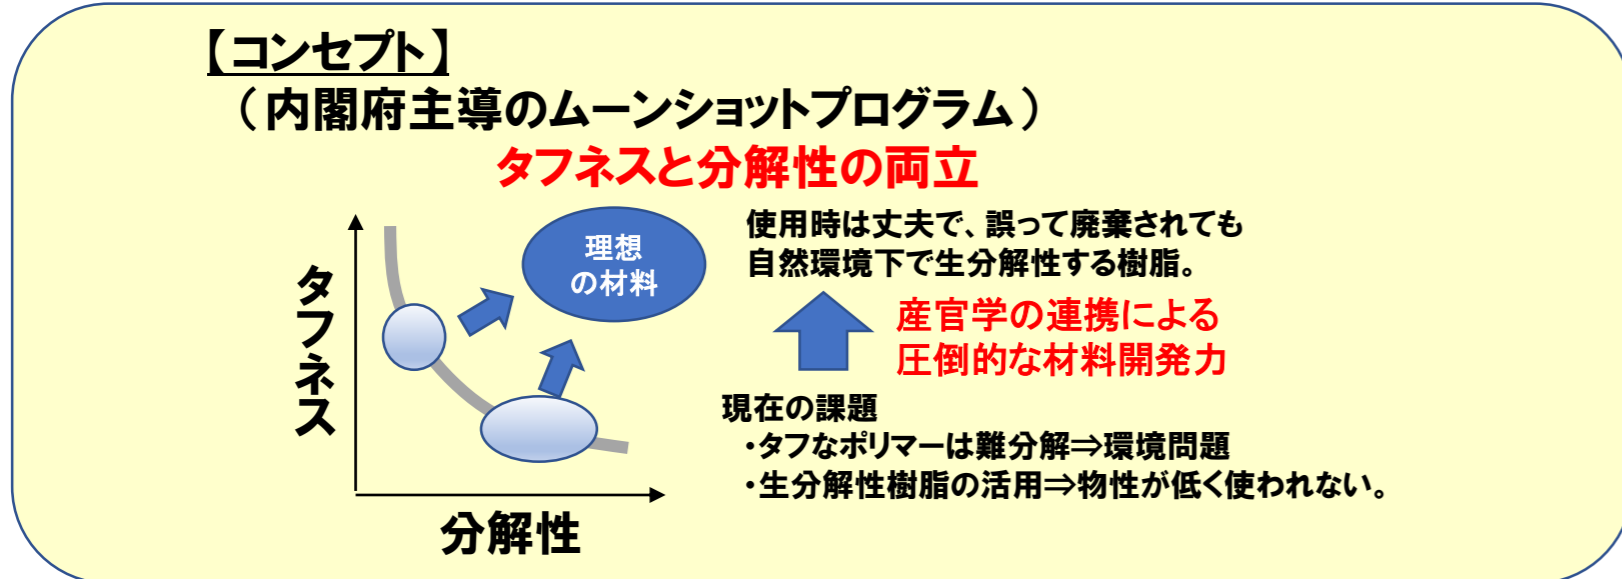 【コンセプト】
（内閣府主導のムーンショットプログラム）
タフネスと分解性の両立
タフネス
理想
の材料
分解性
使用時は丈夫で、誤って廃棄されても
自然環境下で生分解性する樹脂。
産官学の連携による
圧倒的な材料開発力
現在の課題
・タフなポリマーは難分解⇒環境問題
・生分解性樹脂の活用⇒物性が低く使われない。